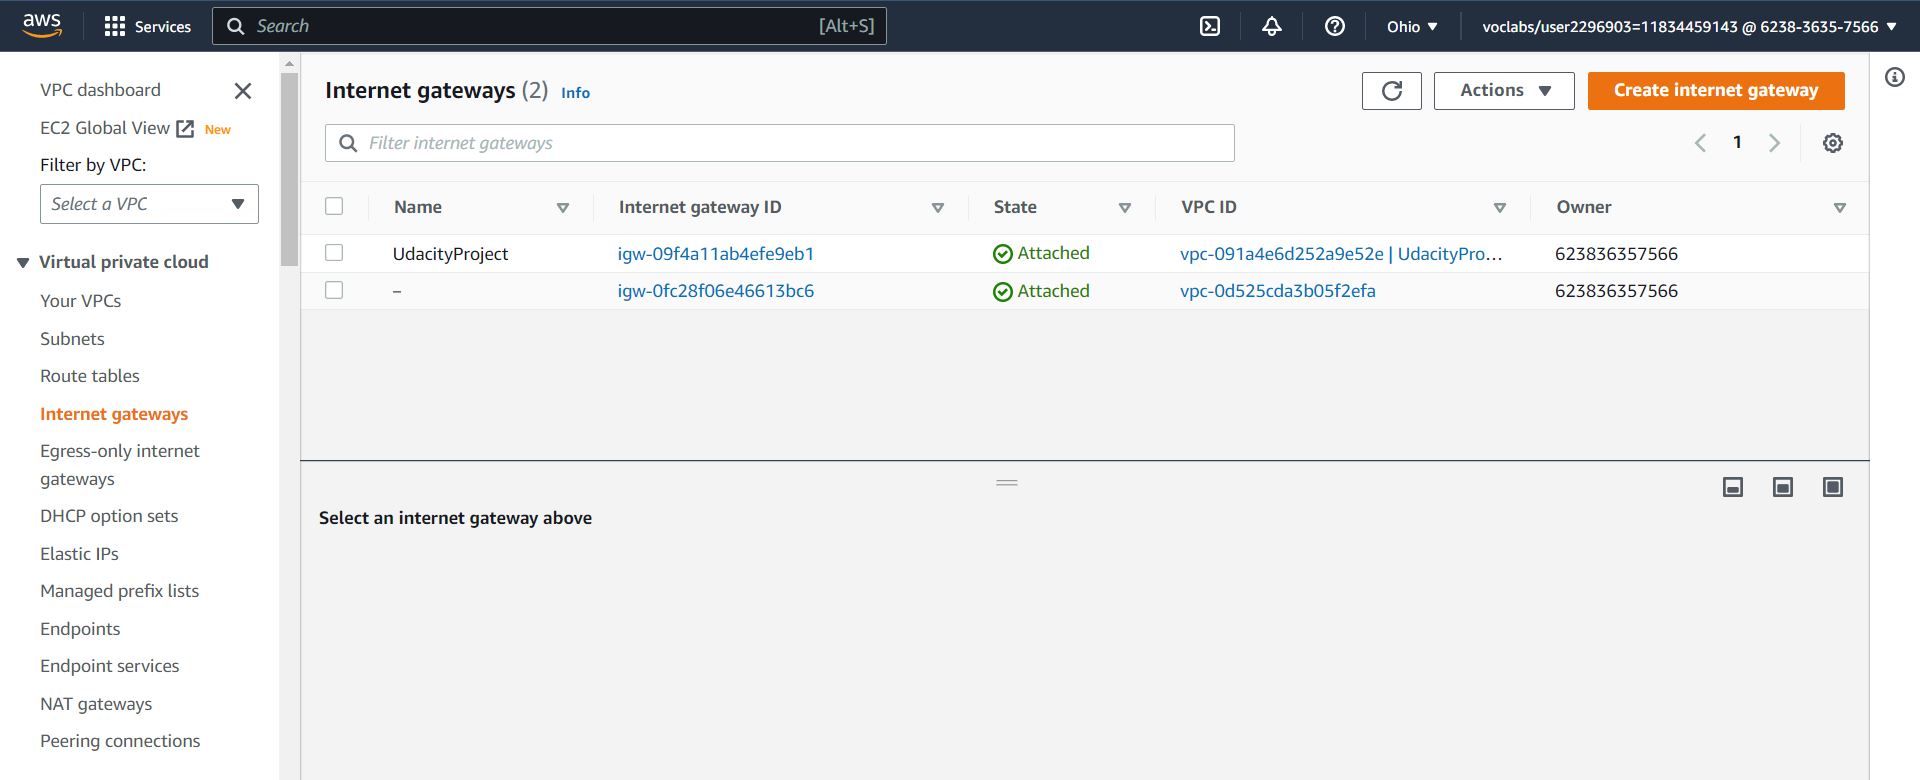 aws Services Search [Alt+S] Ohio voclabs/user2296903=11834459143 @ 6238-3635-7566
VPC dashboard
EC2 Global View New
Filter by VPC:
Select a VPC
Virtual private cloud
Your VPCs
Subnets
Route tables
Internet gateways
Egress-only internet
gateways
DHCP option sets
Elastic IPs
Managed prefix lists
Endpoints
Endpoint services
NAT gateways
Peering connections
Internet gateways (2) Info Actions Create internet gateway
Filter internet gateways 1
Name Internet gateway ID State VPC ID Owner
UdacityProject igw-09f4a11ab4efe9eb1 Attached vpc-091a4e6d252a9e52e | UdacityPro... 623836357566
– igw-0fc28f06e46613bc6 Attached vpc-0d525cda3b05f2efa 623836357566
Select an internet gateway above